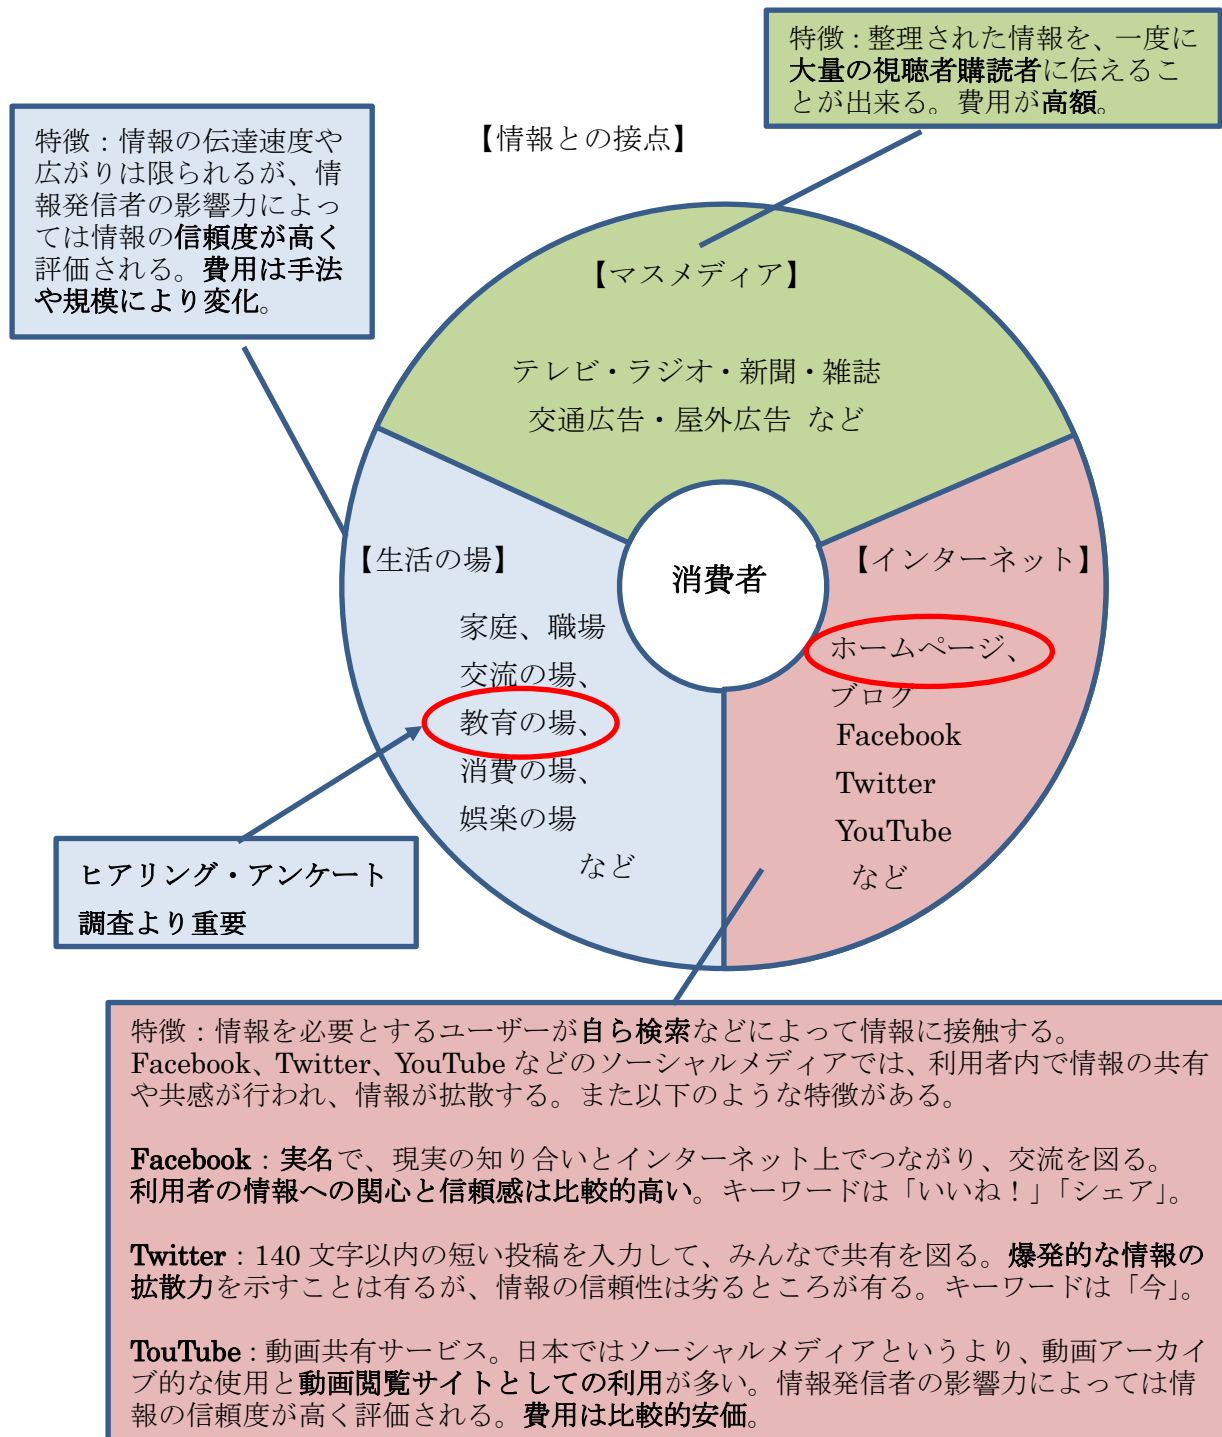 特徴：整理された情報を、一度に
大量の視聴者購読者に伝えるこ
とが出来る。費用が高額。
特徴：情報の伝達速度や
広がりは限られるが、情
報発信者の影響力によっ
ては情報の信頼度が高く
評価される。費用は手法
や規模により変化。
【情報との接点】
【マスメディア】
テレビ・ラジオ・新聞・雑誌
交通広告・屋外広告 など
【生活の場】
家庭、職場
交流の場、
教育の場、
消費の場、
娯楽の場
など
消費者
【インターネット】
ホームページ、
ブログ
Facebook
Twitter
YouTube
など
ヒアリング・アンケート
調査より重要
特徴：情報を必要とするユーザーが自ら検索などによって情報に接触する。
Facebook、Twitter、YouTube などのソーシャルメディアでは、利用者内で情報の共有
や共感が行われ、情報が拡散する。また以下のような特徴がある。
Facebook：実名で、現実の知り合いとインターネット上でつながり、交流を図る。
利用者の情報への関心と信頼感は比較的高い。キーワードは「いいね！」「シェア」。
Twitter：140 文字以内の短い投稿を入力して、みんなで共有を図る。爆発的な情報の
拡散力を示すことは有るが、情報の信頼性は劣るところが有る。キーワードは「今」。
TouTube：動画共有サービス。日本ではソーシャルメディアというより、動画アーカイ
ブ的な使用と動画閲覧サイトとしての利用が多い。情報発信者の影響力によっては情
報の信頼度が高く評価される。費用は比較的安価。